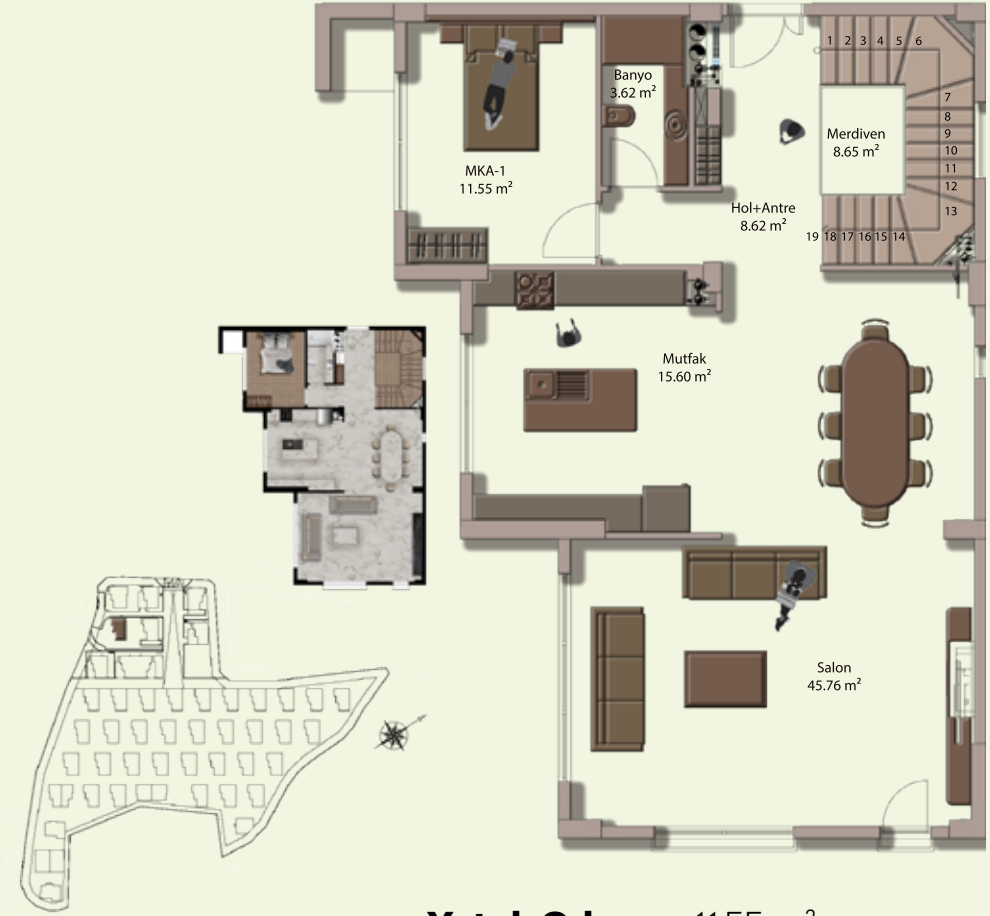 1 2 3 4 5 6
7
8
9
10
11
12
13
19 18 17 16 15 14
Banyo
3.62 m²
Merdiven
8.65 m²
MKA-1
11.55 m²
Hol+Antre
8.62 m²
Mutfak
15.60 m²
Salon
45.76 m²